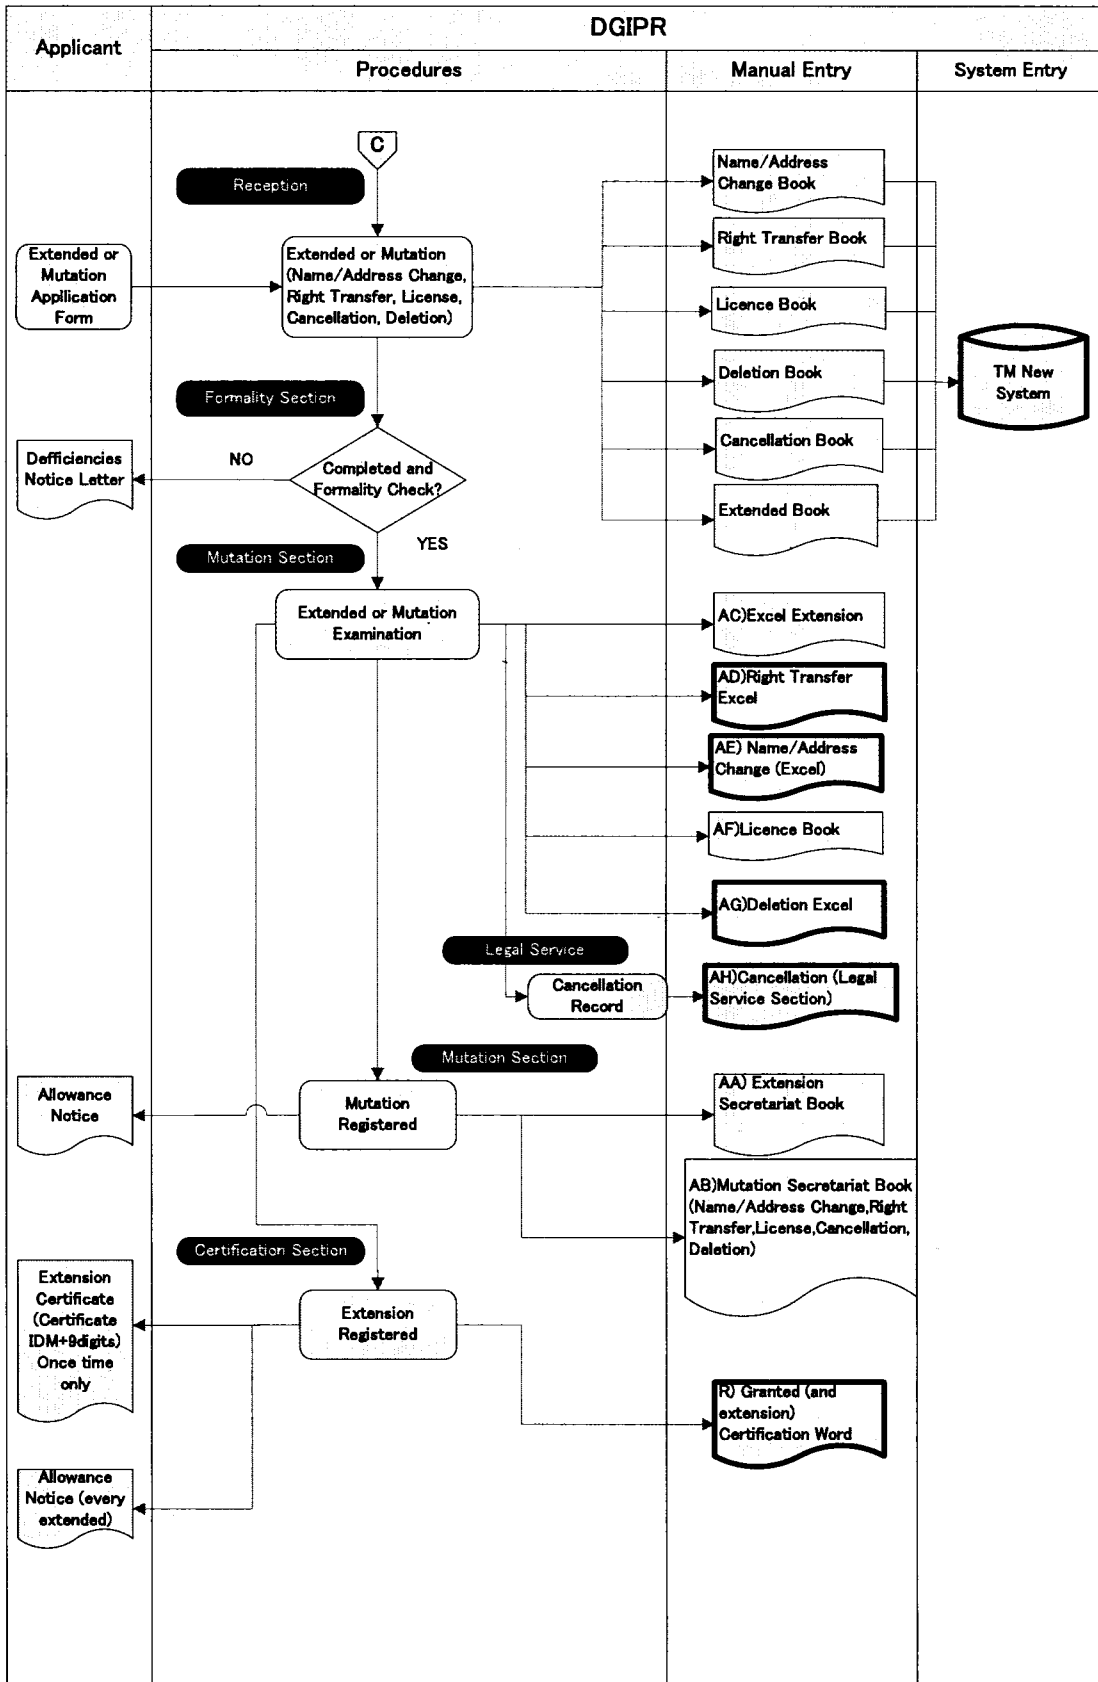 DGIPR
Applicant
Procedures
Manual Entry
System Entry
C
Reception
Extended or
Mutation
Application
Form
Extended or Mutation
(Name/Address Change,
Right Transfer, License,
Cancellation, Deletion)
Name/Address
Change Book
Right Transfer Book
Licence Book
Deletion Book
Cancellation Book
Extended Book
TM New
System
Formality Section
Defficiencies
Notice Letter
NO
Completed and
Formality Check?
YES
Mutation Section
Extended or Mutation
Examination
AC)Excel Extension
AD)Right Transfer
Excel
AE) Name/Address
Change (Excel)
AF)Licence Book
AG)Deletion Excel
Legal Service
Cancellation
Record
AH)Cancellation (Legal
Service Section)
Mutation Section
Allowance
Notice
Mutation
Registered
AA) Extension
Secretariat Book
AB)Mutation Secretariat Book
(Name/Address Change,Right
Transfer,License,Cancellation,
Deletion)
Certification Section
Extension
Certificate
(Certificate
IDM+9digits)
Once time
only
Extension
Registered
R) Granted (and
extension)
Certification Word
Allowance
Notice (every
extended)